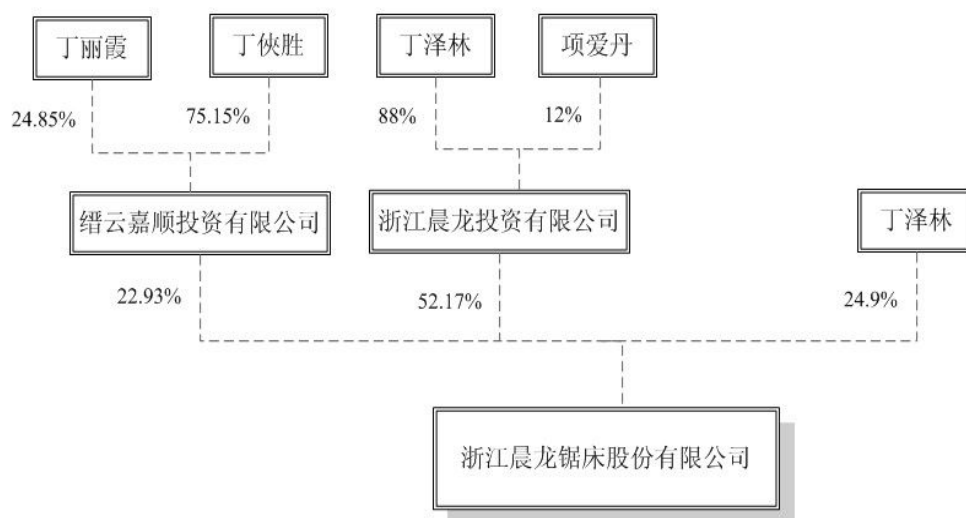 丁丽霞
丁侠胜
丁泽林
项爱丹
24.85%
75.15%
88%
12%
缙云嘉顺投资有限公司
浙江晨龙投资有限公司
丁泽林
22.93%
52.17%
24.9%
浙江晨龙锯床股份有限公司